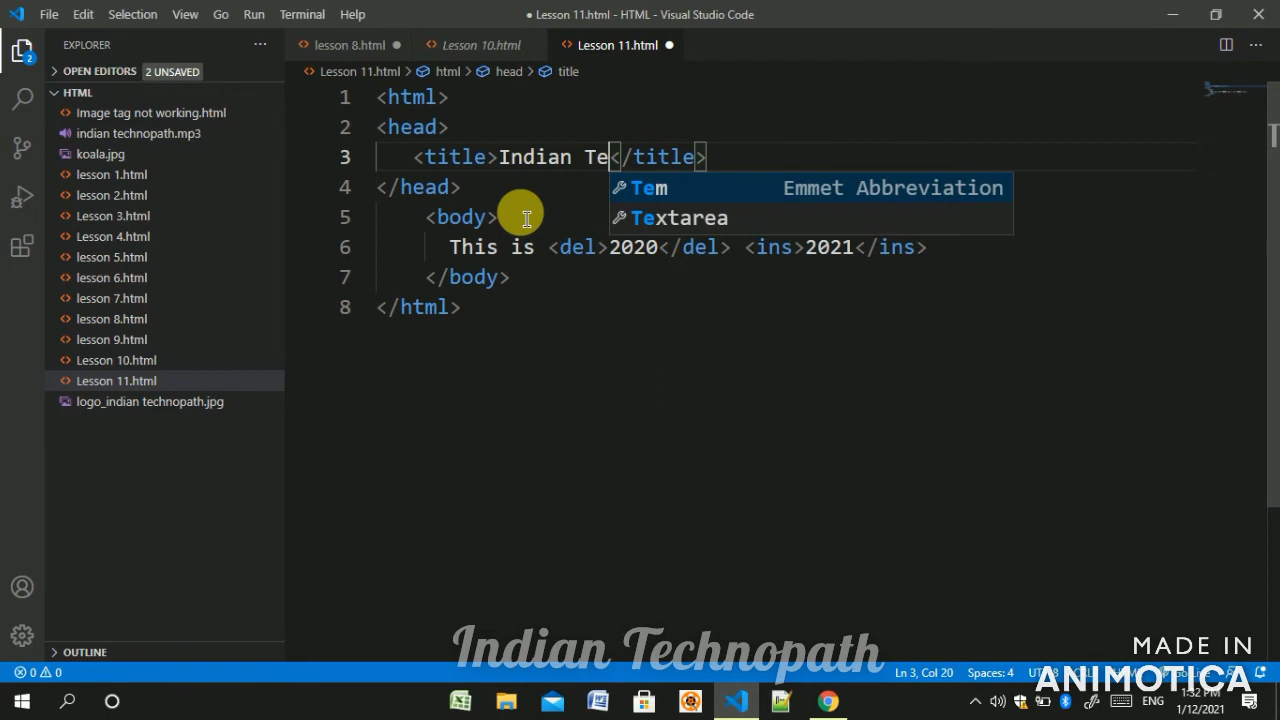 File Edit Selection View Go Run Terminal Help
● Lesson 11.html - HTML - Visual Studio Code
EXPLORER ···
lesson 8.html ●
Lesson 10.html
Lesson 11.html ●
OPEN EDITORS 2 UNSAVED
Lesson 11.html > html > head > title
HTML
Image tag not working.html
indian technopath.mp3
koala.jpg
lesson 1.html
lesson 2.html
Lesson 3.html
Lesson 4.html
lesson 5.html
lesson 6.html
lesson 7.html
lesson 8.html
lesson 9.html
Lesson 10.html
Lesson 11.html
logo_indian technopath.jpg
OUTLINE
2
1 <html>
2 <head>
3 <title>Indian Te</title>
4 </head>
5 <body>
6 This is <del>2020</del> <ins>2021</ins>
7 </body>
8 </html>
Tem Emmet Abbreviation
Textarea
Indian Technopath
MADE IN
ANIMOTICA
0 0
Ln 3, Col 20 Spaces: 4
ENG
1:32 PM
1/12/2021